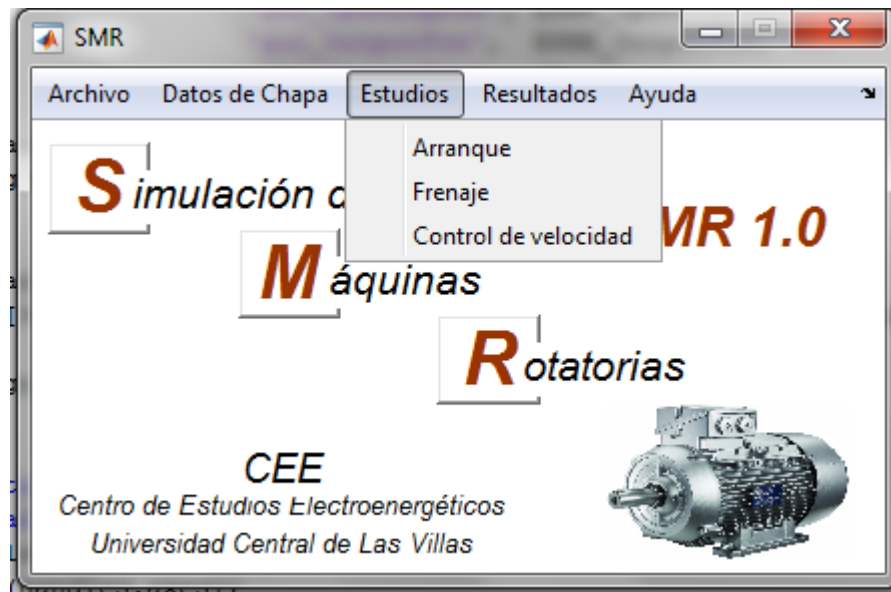 SMR
Archivo Datos de Chapa Estudios Resultados Ayuda
Arranque
Frenaje
Control de velocidad
Simulación d
MR 1.0
Máquinas
Rotatorias
CEE
Centro de Estudios Electroenergéticos
Universidad Central de Las Villas